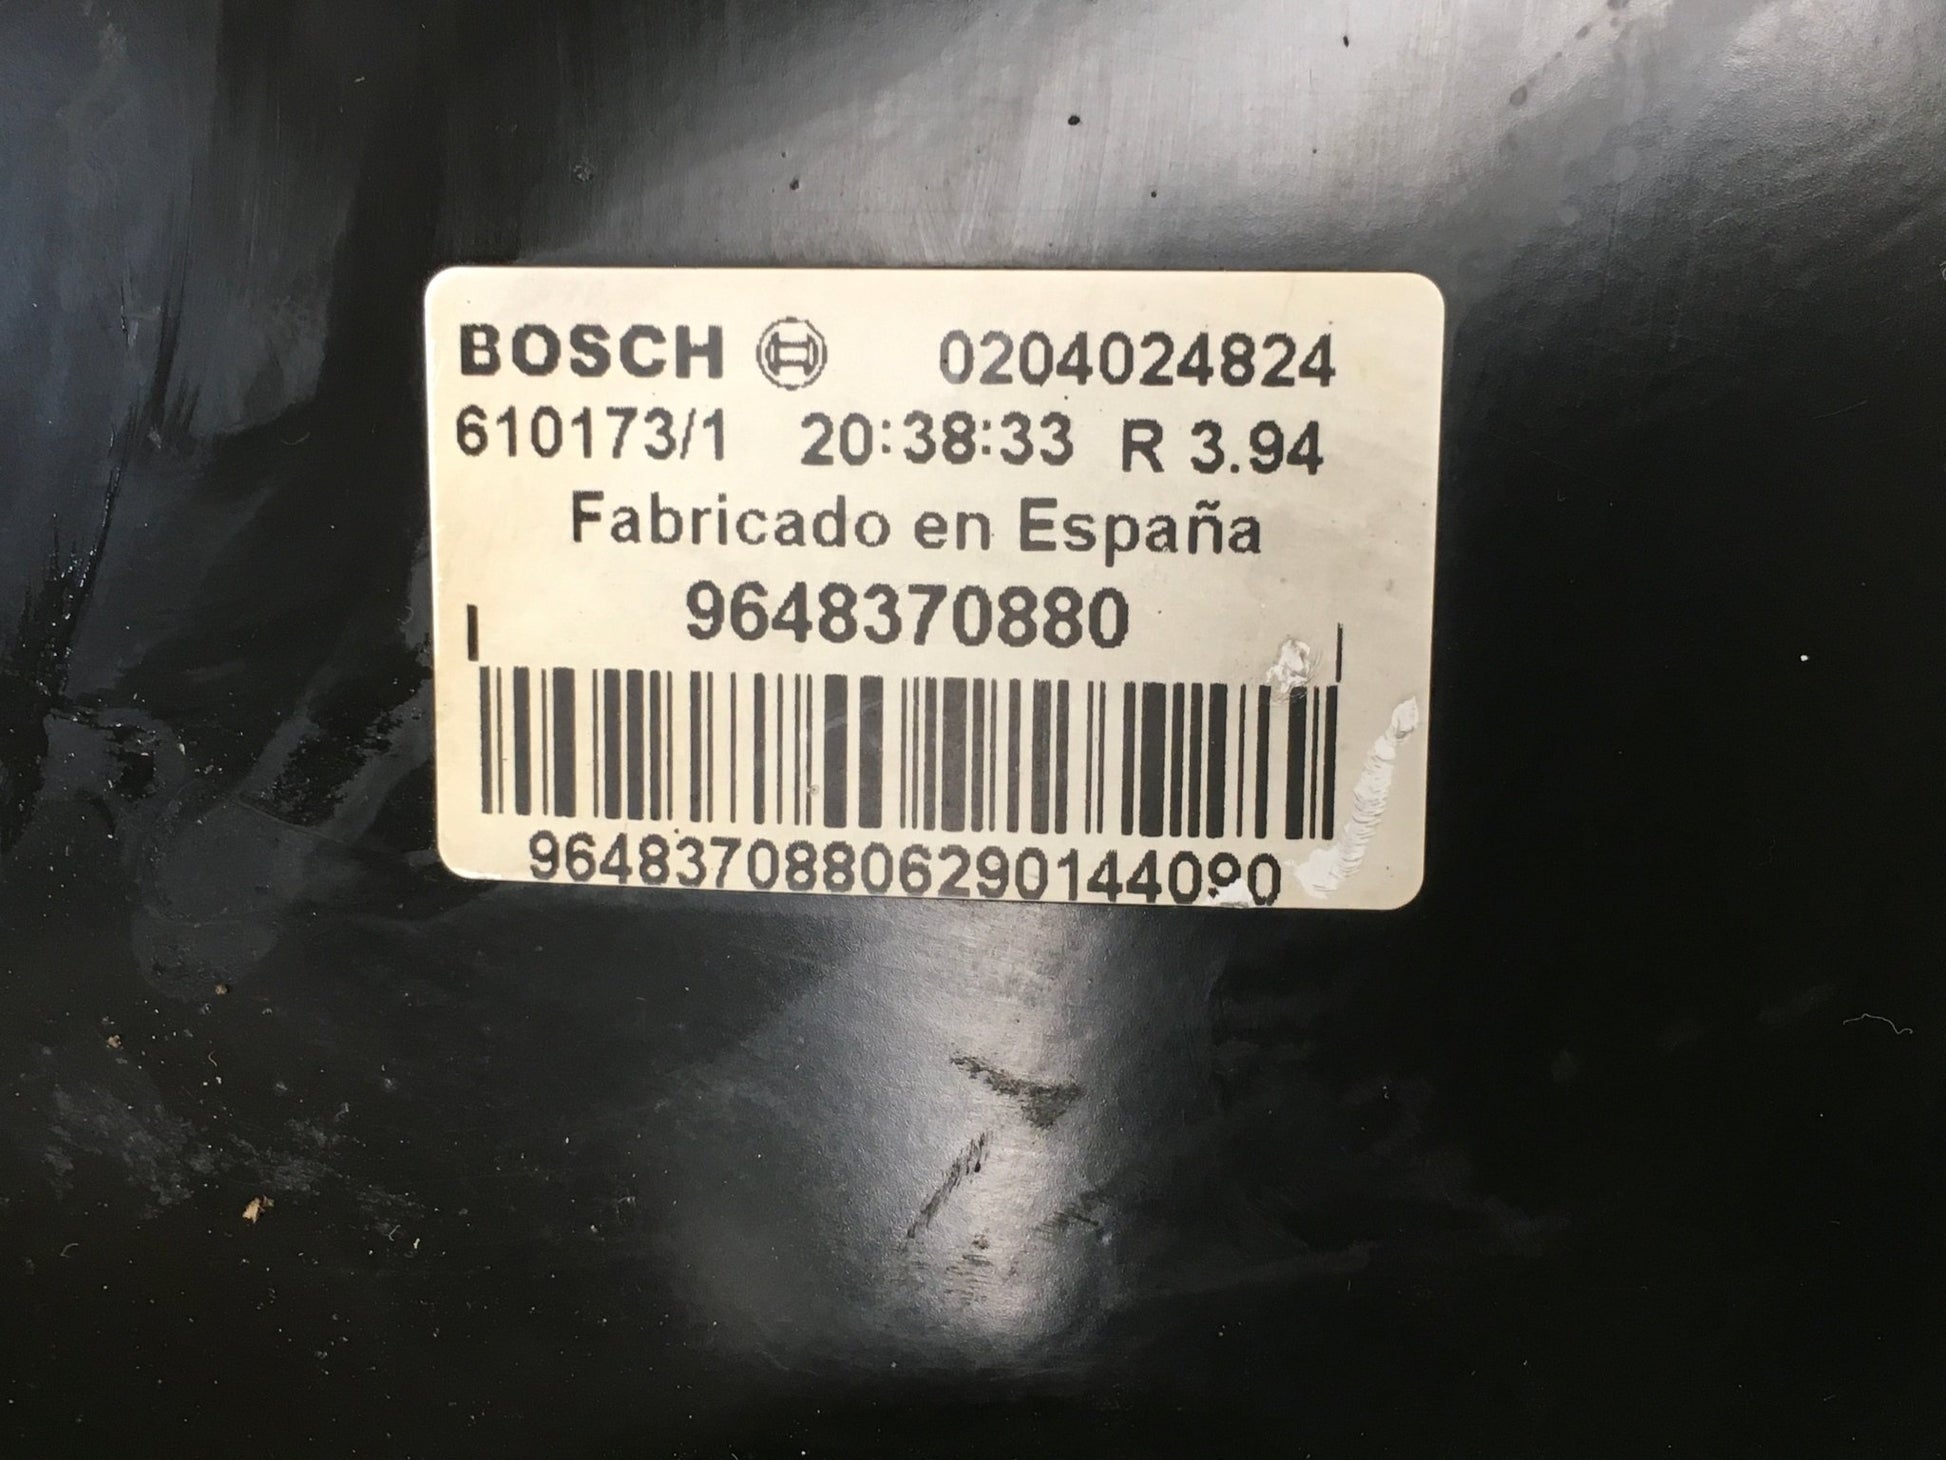 BOSCH 0204024824
610173/1 20:38:33 R 3.94
Fabricado en España
9648370880
96483708806290144090